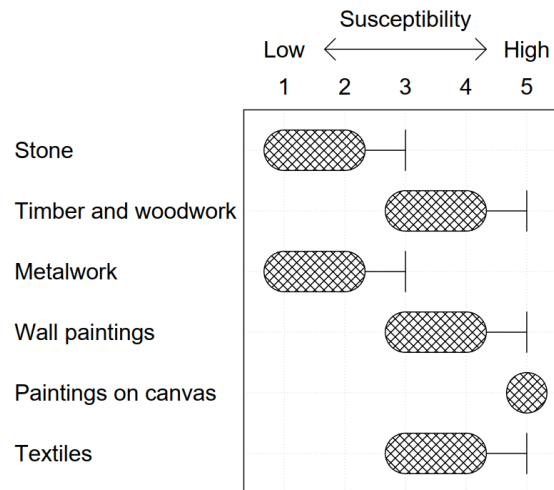 Susceptibility
Low High
1 2 3 4 5
Stone
Timber and woodwork
Metalwork
Wall paintings
Paintings on canvas
Textiles